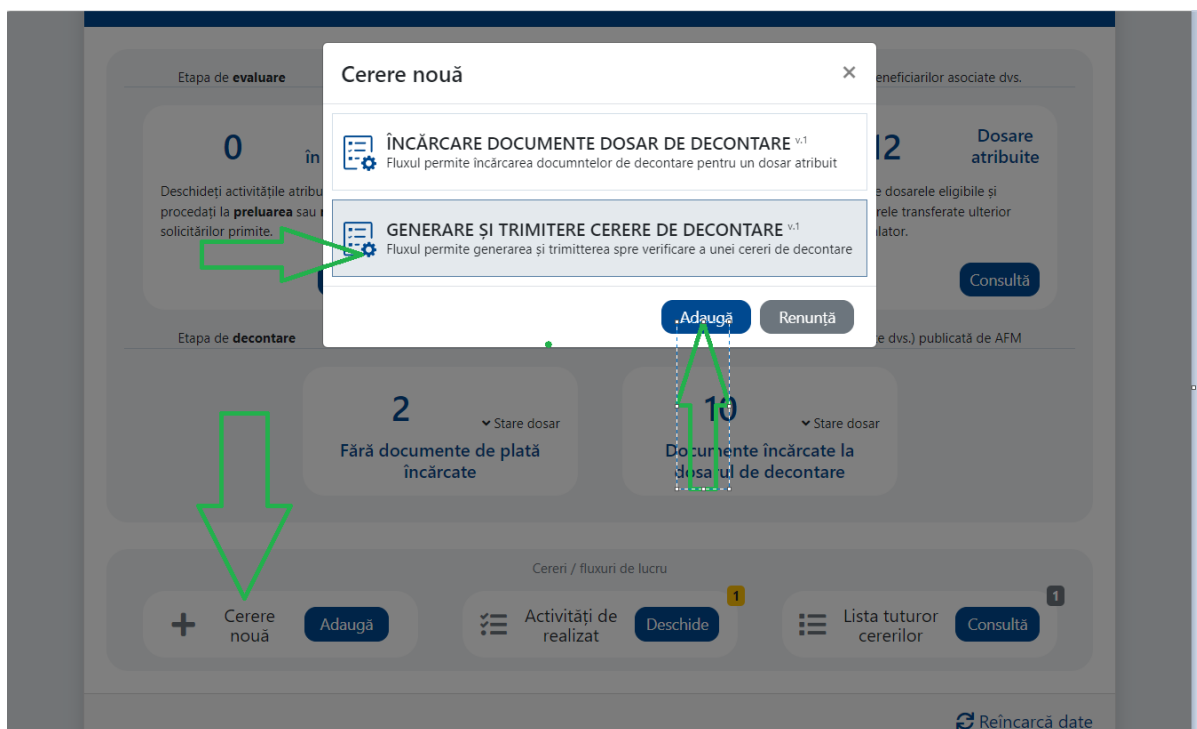 Cerere nouă
×
Etapa de evaluare
eneficiarilor asociate dvs.
ÎNCĂRCARE DOCUMENTE DOSAR DE DECONTARE v.1
Fluxul permite încărcarea documntelor de decontare pentru un dosar atribuit
0
în
12
Dosare
atribuite
Deschideți activitățile atribu
procedați la preluarea sau
solicitărilor primite.
e dosarele eligibile și
rele transferate ulterior
lator.
GENERARE ȘI TRIMITERE CERERE DE DECONTARE v.1
Fluxul permite generarea și trimitterea spre verificare a unei cereri de decontare
Consultă
Adaugă
Renunță
Etapa de decontare
e dvs.) publicată de AFM
2
Stare dosar
Fără documente de plată
încărcate
10
Stare dosar
Documente încărcate la
dosarul de decontare
Cereri / fluxuri de lucru
Cerere
nouă
Adaugă
Activități de
realizat
Deschide
1
Lista tuturor
cererilor
Consultă
1
Reîncarcă date